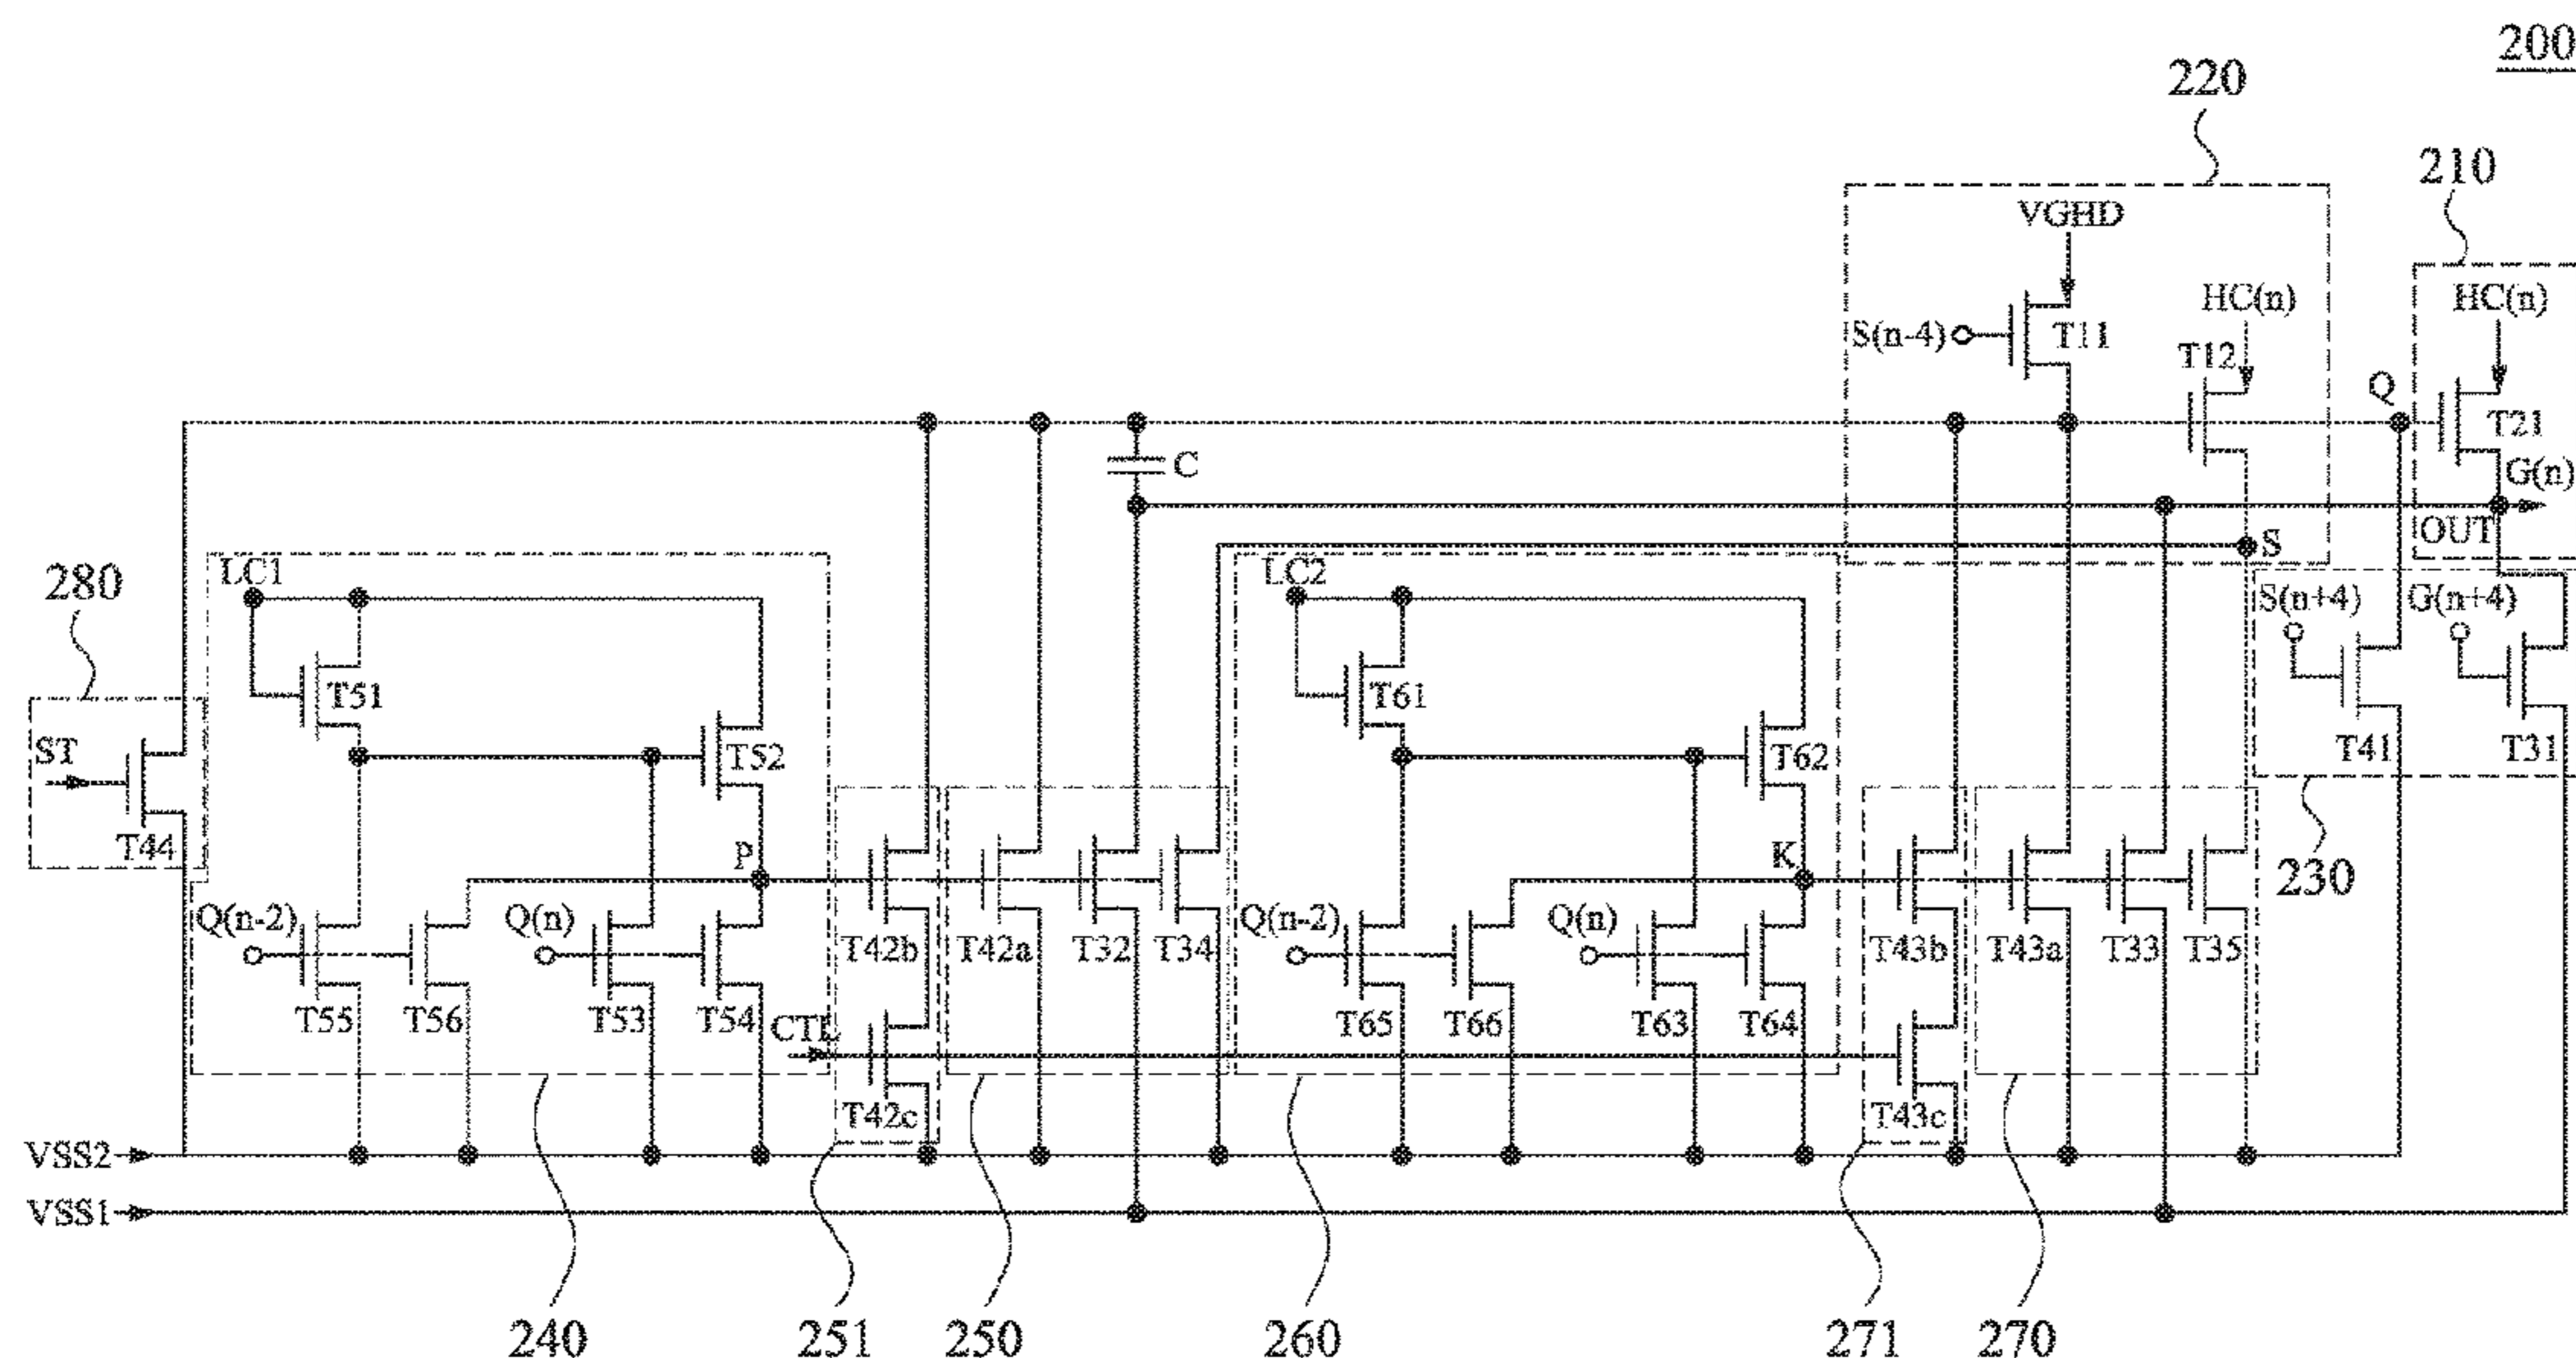 200
220
210
VGHD
HC(n)
HC(n)
S(n-4)
T11
T12
Q
T21
C
G(n)
OUT
S
280
LC1
LC2
S(n+4)
G(n+4)
T51
T61
ST
T52
T62
T41
T31
T44
P
K
230
Q(n-2)
Q(n)
T42b
T42a
T32
T34
Q(n-2)
Q(n)
T43b
T43a
T33
T35
T55
T56
T53
T54
CTL
T65
T66
T63
T64
T42c
T43c
VSS2
VSS1
240
251
250
260
271
270